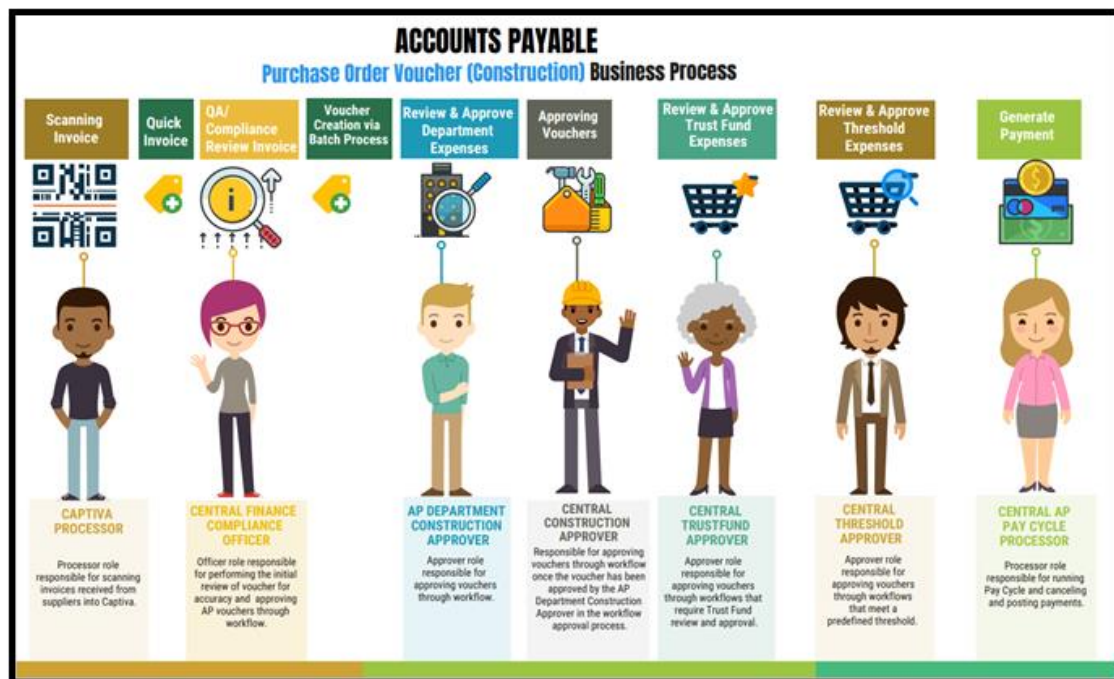 ACCOUNTS PAYABLE
Purchase Order Voucher (Construction) Business Process
Scanning
Invoice
Quick
Invoice
QA/
Compliance
Review Invoice
Voucher
Creation via
Batch Process
Review & Approve
Department
Expenses
Approving
Vouchers
Review & Approve
Trust Fund
Expenses
Review & Approve
Threshold
Expenses
Generate
Payment
CAPTIVA
PROCESSOR
Processor role
responsible for scanning
invoices received from
suppliers into Captiva.
CENTRAL FINANCE
COMPLIANCE
OFFICER
Officer role responsible
for performing the initial
review of voucher for
accuracy and approving
AP vouchers through
workflow.
AP DEPARTMENT
CONSTRUCTION
APPROVER
Approver role
responsible for
approving vouchers
through workflow.
CENTRAL
CONSTRUCTION
APPROVER
Responsible for approving
vouchers through workflow
once the voucher has been
approved by the AP
Department Construction
Approver in the workflow
approval process.
CENTRAL
TRUSTFUND
APPROVER
Approver role
responsible for
approving vouchers
through workflows that
require Trust Fund
review and approval.
CENTRAL
THRESHOLD
APPROVER
Approver role
responsible for
approving vouchers
through workflows
that meet a
predefined threshold.
CENTRAL AP
PAY CYCLE
PROCESSOR
Processor role
responsible for running
Pay Cycle and canceling
and posting payments.